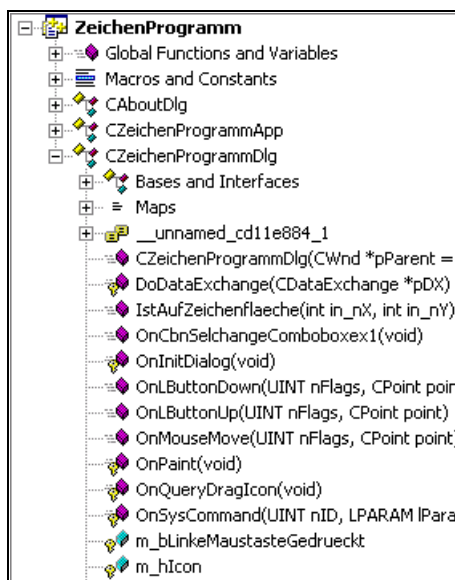 ZeichenProgramm
Global Functions and Variables
Macros and Constants
CAboutDlg
CZeichenProgrammApp
CZeichenProgrammDlg
Bases and Interfaces
Maps
__unnamed_cd11e884_1
CZeichenProgrammDlg(CWnd *pParent =
DoDataExchange(CDataExchange *pDX)
IstAufZeichenflaeche(int in_nX, int in_nY)
OnCbnSelchangeComboboxex1(void)
OnInitDialog(void)
OnLButtonDown(UINT nFlags, CPoint poin
OnLButtonUp(UINT nFlags, CPoint point)
OnMouseMove(UINT nFlags, CPoint point)
OnPaint(void)
OnQueryDragIcon(void)
OnSysCommand(UINT nID, LPARAM lPara
m_bLinkeMaustasteGedrueckt
m_hIcon